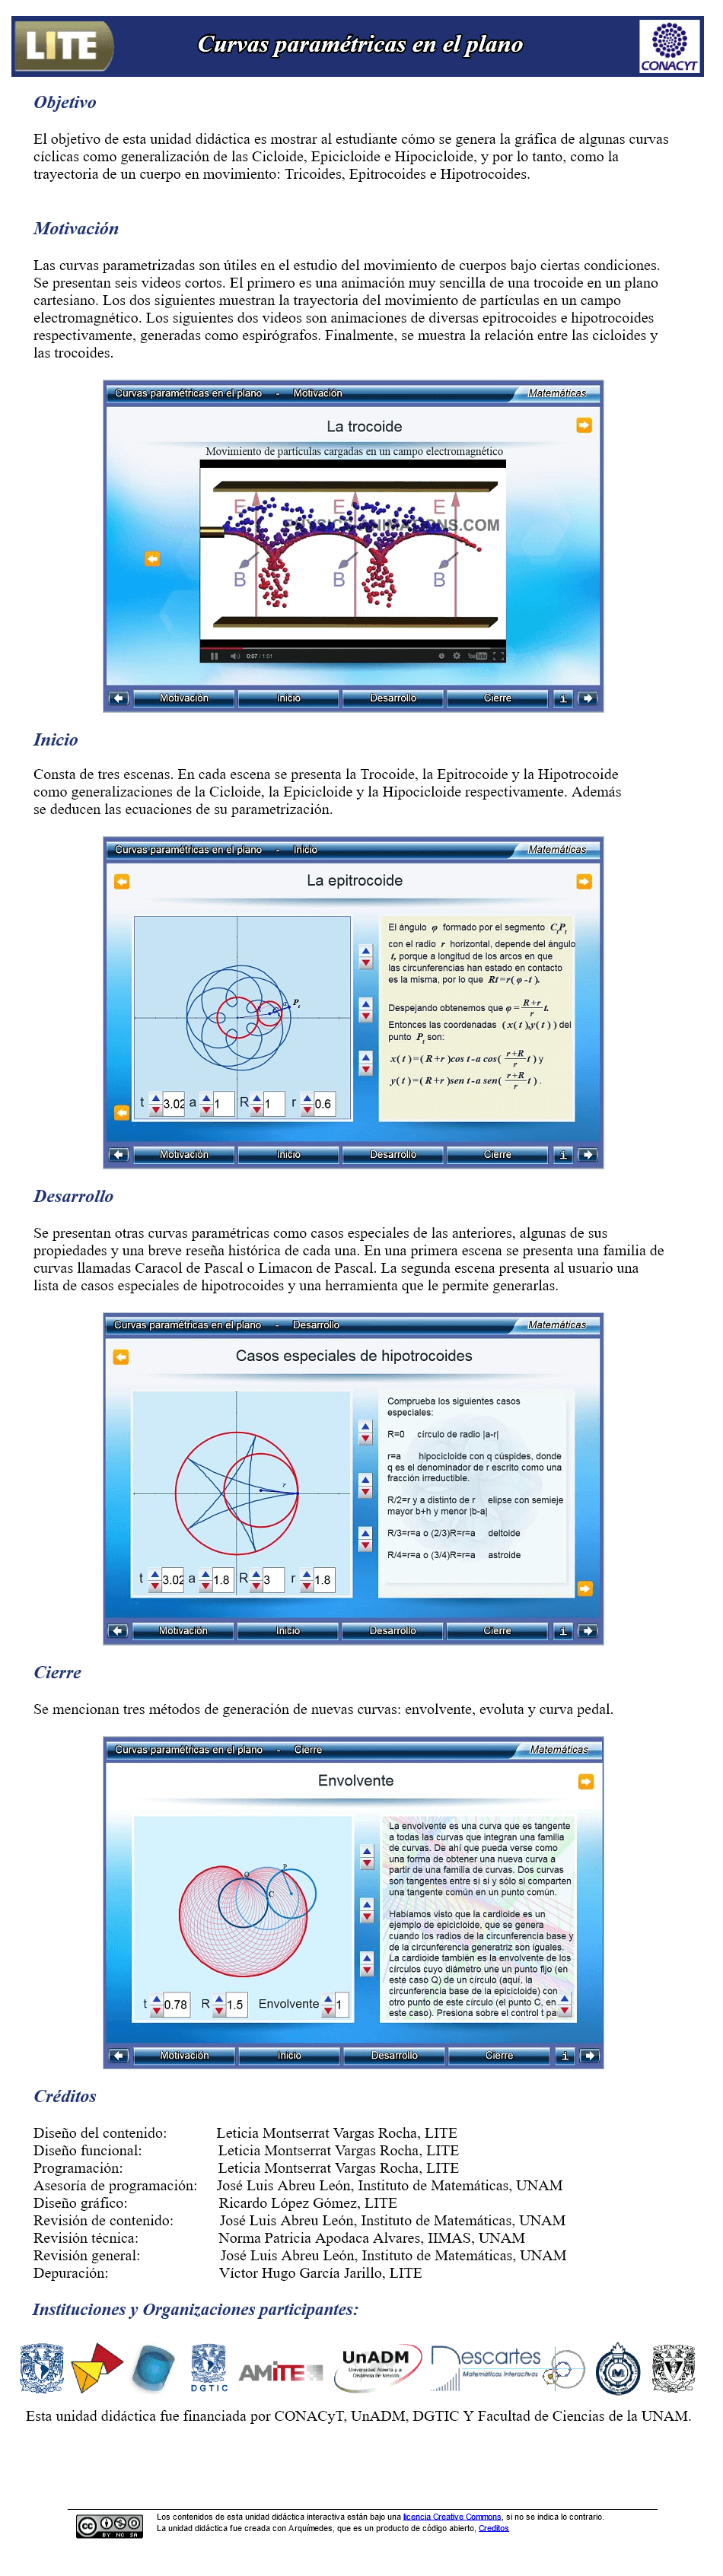 LITE
Curvas paramétricas en el plano
CONACYT
Objetivo
El objetivo de esta unidad didáctica es mostrar al estudiante cómo se genera la gráfica de algunas curvas
cíclicas como generalización de las Cicloide, Epicicloide e Hipocicloide, y por lo tanto, como la
trayectoria de un cuerpo en movimiento: Tricoides, Epitrocoides e Hipotrocoides.
Motivación
Las curvas parametrizadas son útiles en el estudio del movimiento de cuerpos bajo ciertas condiciones.
Se presentan seis videos cortos. El primero es una animación muy sencilla de una trocoide en un plano
cartesiano. Los dos siguientes muestran la trayectoria del movimiento de partículas en un campo
electromagnético. Los siguientes dos videos son animaciones de diversas epitrocoides e hipotrocoides
respectivamente, generadas como espirógrafos. Finalmente, se muestra la relación entre las cicloides y
las trocoides.
Curvas paramétricas en el plano - Motivación Matemáticas
La trocoide
Movimiento de partículas cargadas en un campo electromagnético
E E E
B B B
0:07 / 1:01 YouTube
Motivación Inicio Desarrollo Cierre i
Inicio
Consta de tres escenas. En cada escena se presenta la Trocoide, la Epitrocoide y la Hipotrocoide
como generalizaciones de la Cicloide, la Epicicloide y la Hipocicloide respectivamente. Además
se deducen las ecuaciones de su parametrización.
Curvas paramétricas en el plano - Inicio Matemáticas
La epitrocoide
El ángulo φ formado por el segmento CtPt
con el radio r horizontal, depende del ángulo
t, porque a longitud de los arcos en que
las circunferencias han estado en contacto
es la misma, por lo que Rt=r(φ-t).
Despejando obtenemos que φ = R+r/r t.
Entonces las coordenadas (x(t),y(t)) del
punto Pt son:
x(t)=(R+r)cos t-a cos( r+R/r t) y
y(t)=(R+r)sen t-a sen( r+R/r t).
Pt
t 3.02 a 1 R 1 r 0.6
Motivación Inicio Desarrollo Cierre i
Desarrollo
Se presentan otras curvas paramétricas como casos especiales de las anteriores, algunas de sus
propiedades y una breve reseña histórica de cada una. En una primera escena se presenta una familia de
curvas llamadas Caracol de Pascal o Limacon de Pascal. La segunda escena presenta al usuario una
lista de casos especiales de hipotrocoides y una herramienta que le permite generarlas.
Curvas paramétricas en el plano - Desarrollo Matemáticas
Casos especiales de hipotrocoides
Comprueba los siguientes casos
especiales:
R=0 círculo de radio |a-r|
r=a hipocicloide con q cúspides, donde
q es el denominador de r escrito como una
fracción irreductible.
R/2=r y a distinto de r elipse con semieje
mayor b+h y menor |b-a|
R/3=r=a o (2/3)R=r=a deltoide
R/4=r=a o (3/4)R=r=a astroide
r
t 3.02 a 1.8 R 3 r 1.8
Motivación Inicio Desarrollo Cierre i
Cierre
Se mencionan tres métodos de generación de nuevas curvas: envolvente, evoluta y curva pedal.
Curvas paramétricas en el plano - Cierre Matemáticas
Envolvente
La envolvente es una curva que es tangente
a todas las curvas que integran una familia
de curvas. De ahí que pueda verse como
una forma de obtener una nueva curva a
partir de una familia de curvas. Dos curvas
son tangentes entre sí si y sólo si comparten
una tangente común en un punto común.
Habíamos visto que la cardioide es un
ejemplo de epicicloide, que se genera
cuando los radios de la circunferencia base y
de la circunferencia generatriz son iguales.
La cardioide también es la envolvente de los
círculos cuyo diámetro une un punto fijo (en
este caso Q) de un círculo (aquí, la
circunferencia base de la epicicloide) con
otro punto de este círculo (el punto C, en
este caso). Presiona sobre el control t pa
Q P C
t 0.78 R 1.5 Envolvente 1
Motivación Inicio Desarrollo Cierre i
Créditos
Diseño del contenido: Leticia Montserrat Vargas Rocha, LITE
Diseño funcional: Leticia Montserrat Vargas Rocha, LITE
Programación: Leticia Montserrat Vargas Rocha, LITE
Asesoría de programación: José Luis Abreu León, Instituto de Matemáticas, UNAM
Diseño gráfico: Ricardo López Gómez, LITE
Revisión de contenido: José Luis Abreu León, Instituto de Matemáticas, UNAM
Revisión técnica: Norma Patricia Apodaca Alvares, IIMAS, UNAM
Revisión general: José Luis Abreu León, Instituto de Matemáticas, UNAM
Depuración: Víctor Hugo García Jarillo, LITE
Instituciones y Organizaciones participantes:
DGTIC
AMITE
UnADM
Universidad Abierta y a
Distancia de México
Descartes
Matemáticas Interactivas
Esta unidad didáctica fue financiada por CONACyT, UnADM, DGTIC Y Facultad de Ciencias de la UNAM.
cc BY NC SA
Los contenidos de esta unidad didáctica interactiva están bajo una licencia Creative Commons, si no se indica lo contrario.
La unidad didáctica fue creada con Arquímedes, que es un producto de código abierto, Creditos